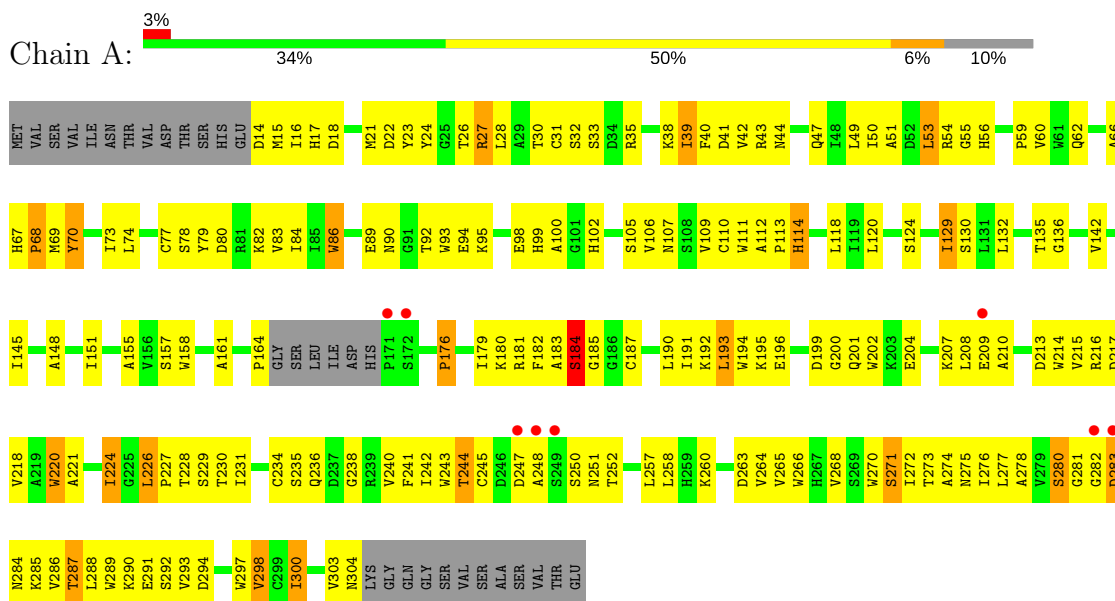 3%
Chain A:
34% 50% 6% 10%
MET VAL SER VAL ILE ASN THR VAL ASP THR SER HIS GLU D14 M15 I16 H17 D18 M21 D22 Y23 Y24 G25 T26 R27 L28 A29 T30 C31 S32 S33 D34 R35 K38 I39 F40 D41 V42 R43 N44 Q47 I48 L49 I50 A51 D52 L53 R54 G55 H56 P59 V60 W61 Q62 A66
H67 P68 M69 Y70 I73 L74 C77 S78 Y79 D80 R81 K82 V83 I84 I85 W86 E89 N90 G91 T92 W93 E94 K95 E98 H99 A100 G101 H102 S105 V106 N107 S108 V109 C110 W111 A112 P113 H114 L118 I119 L120 S124 I129 S130 L131 L132 T135 G136 V142
I145 A148 I151 A155 V156 S157 W158 A161 P164 GLY SER LEU ILE ASP HIS P171 S172 P176 I179 K180 R181 F182 A183 S184 G185 G186 C187 L190 I191 K192 L193 W194 K195 E196 D199 G200 Q201 W202 K203 E204 K207 L208 E209 A210 D213 W214 V215 R216 D217
V218 A219 W220 A221 I224 G225 L226 P227 T228 S229 T230 I231 C234 S235 Q236 D237 G238 R239 V240 F241 I242 W243 T244 C245 D246 D247 A248 S249 S250 N251 T252 L257 L258 H259 K260 D263 V264 V265 W266 H267 V268 S269 W270 S271 I272 T273 A274 N275 I276 L277 A278 V279 S280 G281 G282 D283
N284 K285 V286 T287 L288 W289 K290 E291 S292 V293 D294 W297 V298 C299 I300 V303 N304 LYS GLY GLN GLY SER VAL SER ALA SER VAL THR GLU